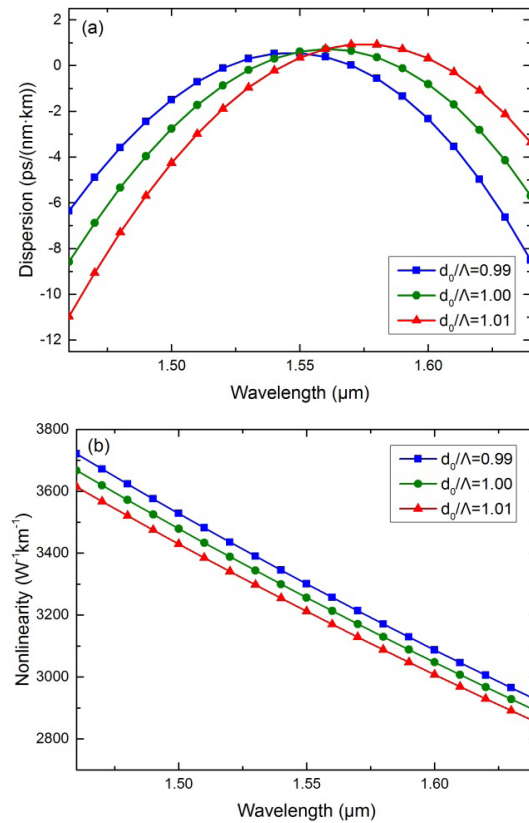 (a)
2
0
-2
-4
-6
-8
-10
-12
Dispersion (ps/(nm·km))
d₀/Λ=0.99
d₀/Λ=1.00
d₀/Λ=1.01
1.50
1.55
1.60
Wavelength (µm)
(b)
3800
3600
3400
3200
3000
2800
Nonlinearity (W⁻¹km⁻¹)
d₀/Λ=0.99
d₀/Λ=1.00
d₀/Λ=1.01
1.50
1.55
1.60
Wavelength (µm)